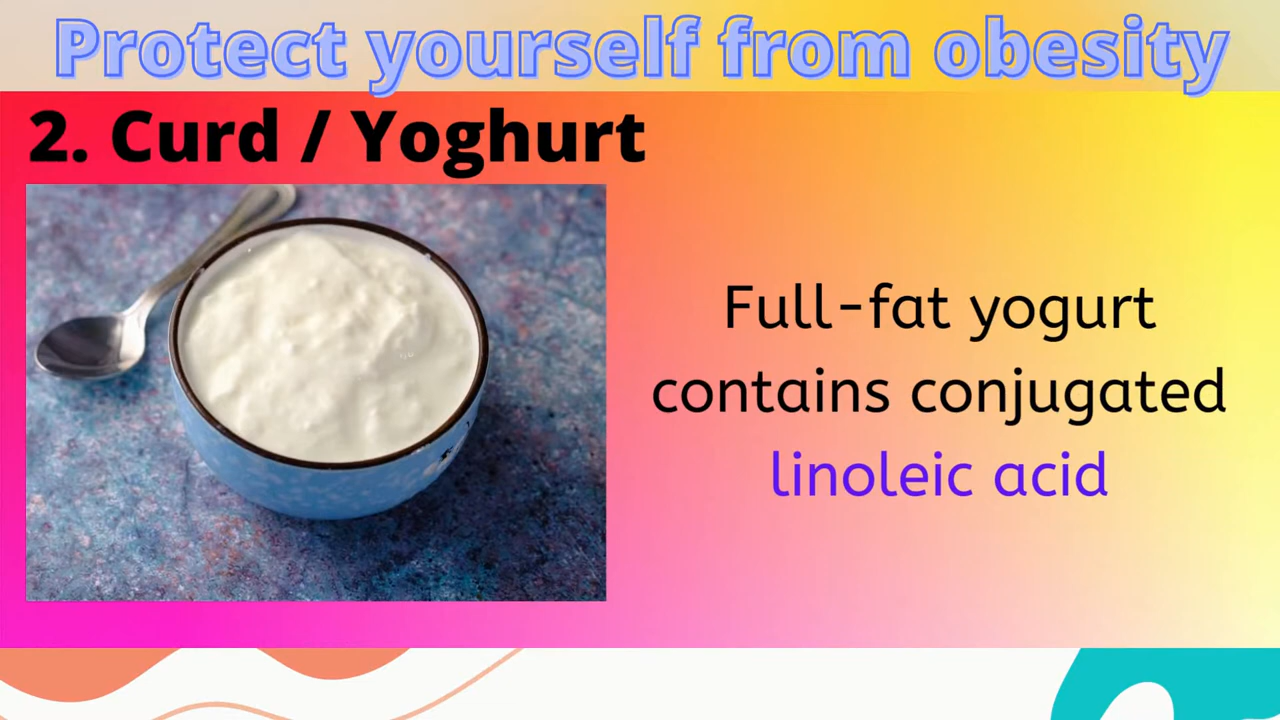 Protect yourself from obesity
2. Curd / Yoghurt
Full-fat yogurt
contains conjugated
linoleic acid